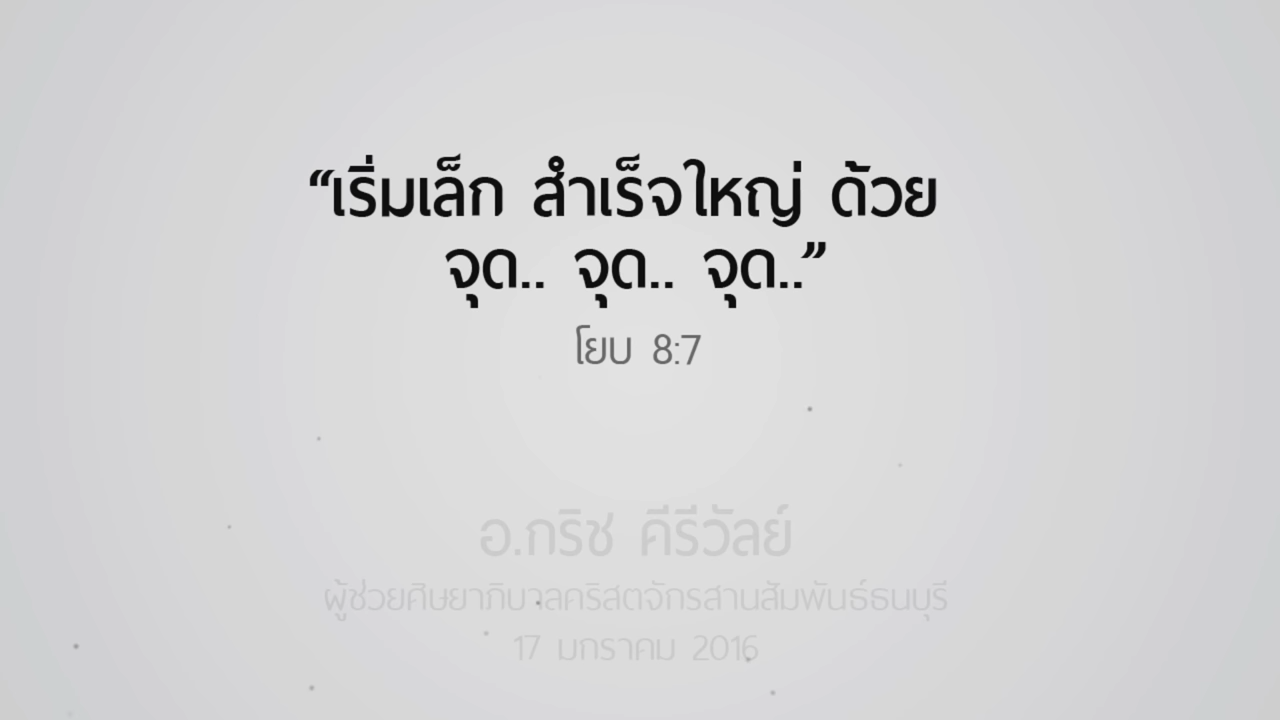 “เริ่มเล็ก สำเร็จใหญ่ ด้วย
จุด.. จุด.. จุด..”
โยบ 8:7
อ.กริช คีรีวัลย์
ผู้ช่วยศิษยาภิบาลคริสตจักรสานสัมพันธ์ธนบุรี
17 มกราคม 2016